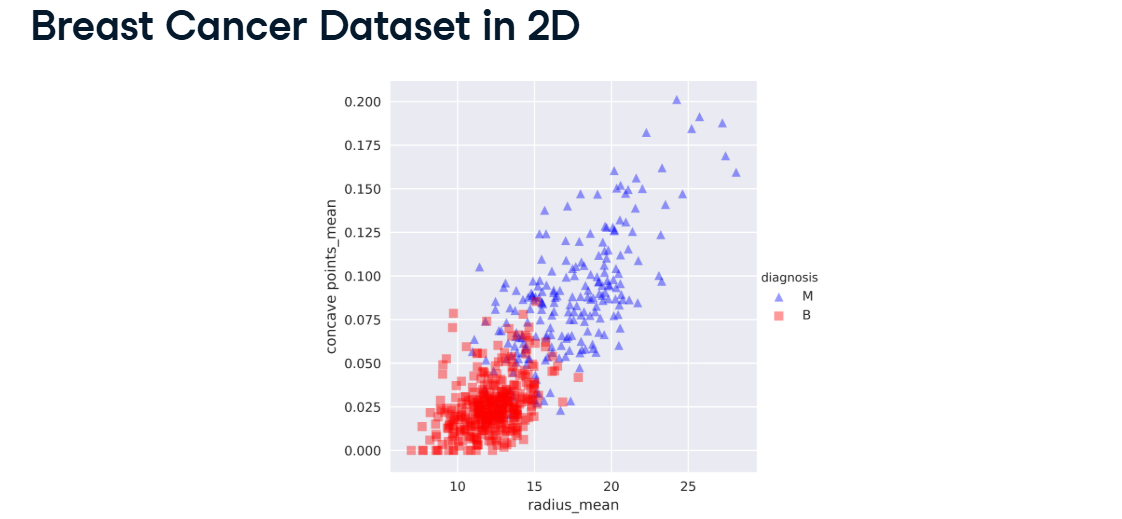 Breast Cancer Dataset in 2D
0.200
0.175
0.150
0.125
0.100
0.075
0.050
0.025
0.000
concave points_mean
10 15 20 25
radius_mean
diagnosis
M
B